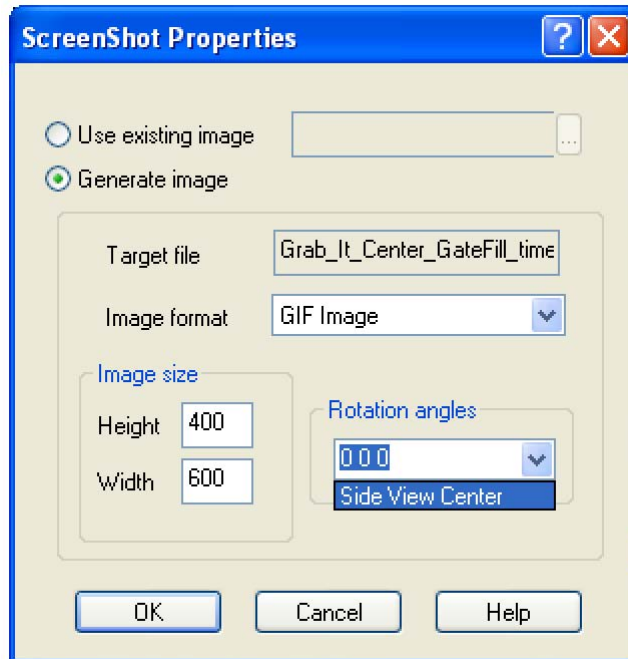 ScreenShot Properties
?
Use existing image
...
Generate image
Target file
Grab_It_Center_GateFill_time
Image format
GIF Image
Image size
Height
400
Width
600
Rotation angles
0 0 0
Side View Center
OK
Cancel
Help